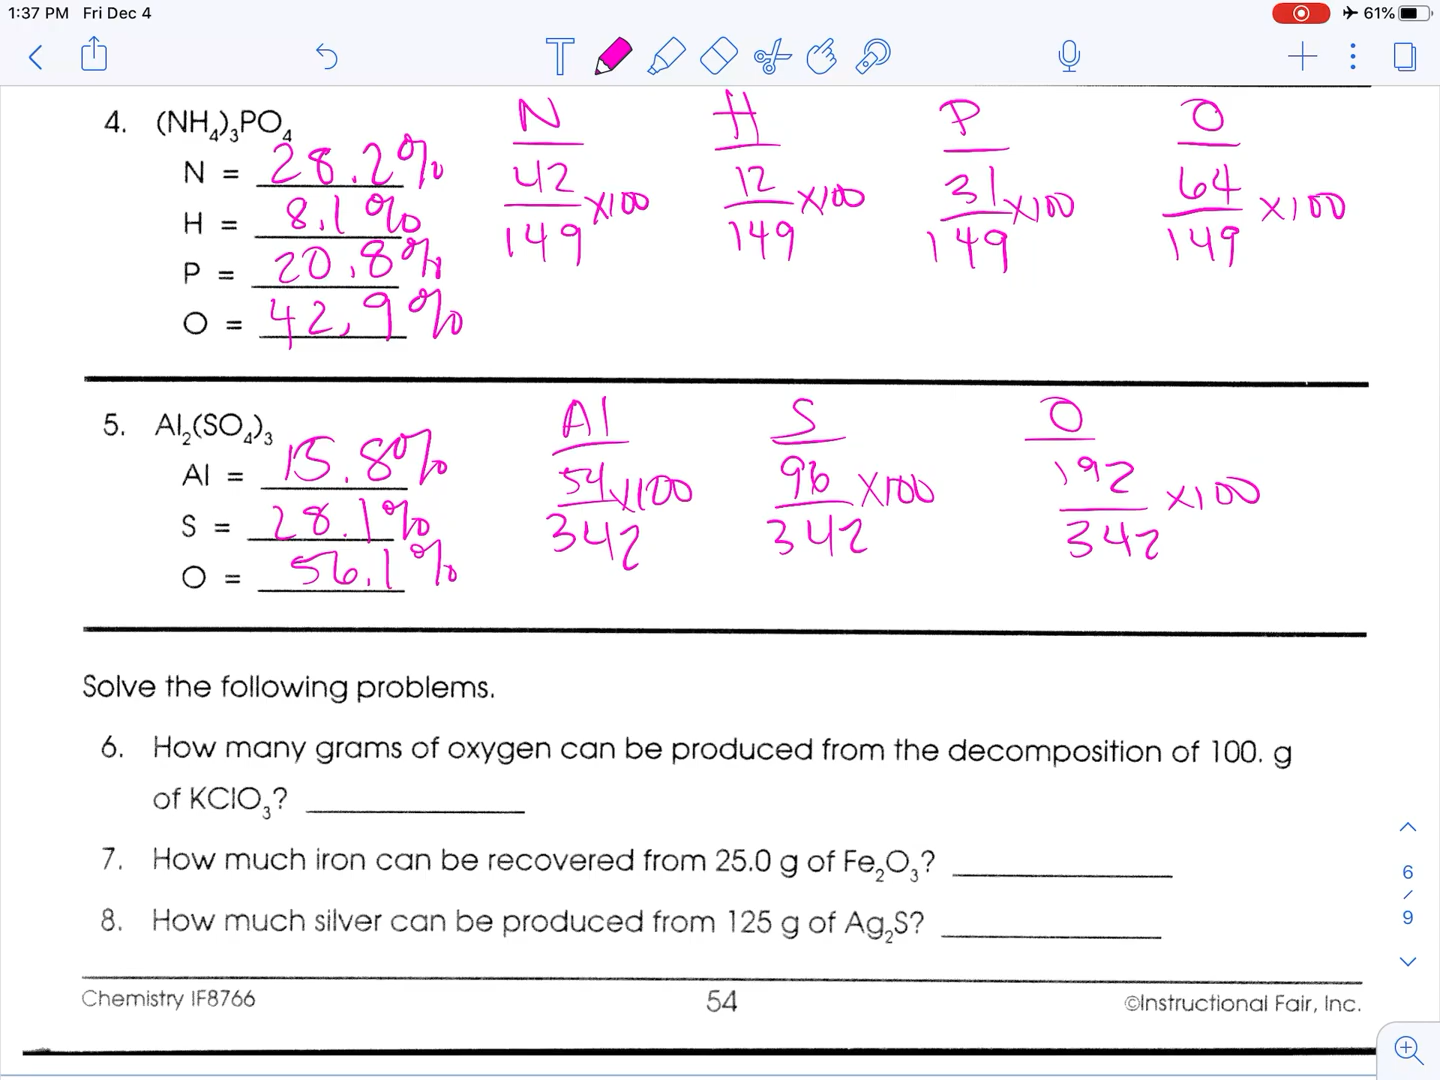 1:37 PM Fri Dec 4 61%
T
4. (NH₄)₃PO₄ N H P O
N = 28.2% 42/149 x100 12/149 x100 31/149 x100 64/149 x100
H = 8.1%
P = 20.8%
O = 42.9%
5. Al₂(SO₄)₃ Al S O
Al = 15.8% 54/342 x100 96/342 x100 192/342 x100
S = 28.1%
O = 56.1%
Solve the following problems.
6. How many grams of oxygen can be produced from the decomposition of 100. g
of KClO₃?
7. How much iron can be recovered from 25.0 g of Fe₂O₃?
8. How much silver can be produced from 125 g of Ag₂S?
6
/
9
Chemistry IF8766 54 ©Instructional Fair, Inc.